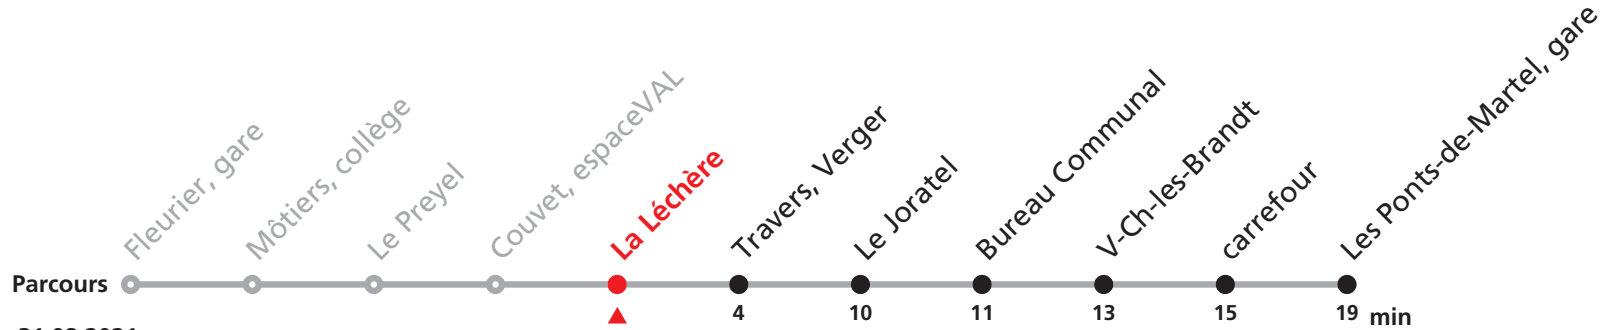 Fleurier, gare
Môtiers, collège
Le Preyel
Couvet, espaceVAL
La Léchère
Travers, Verger
Le Joratel
Bureau Communal
V-Ch-les-Brandt
carrefour
Les Ponts-de-Martel, gare
Parcours
4 10 11 13 15 19 min